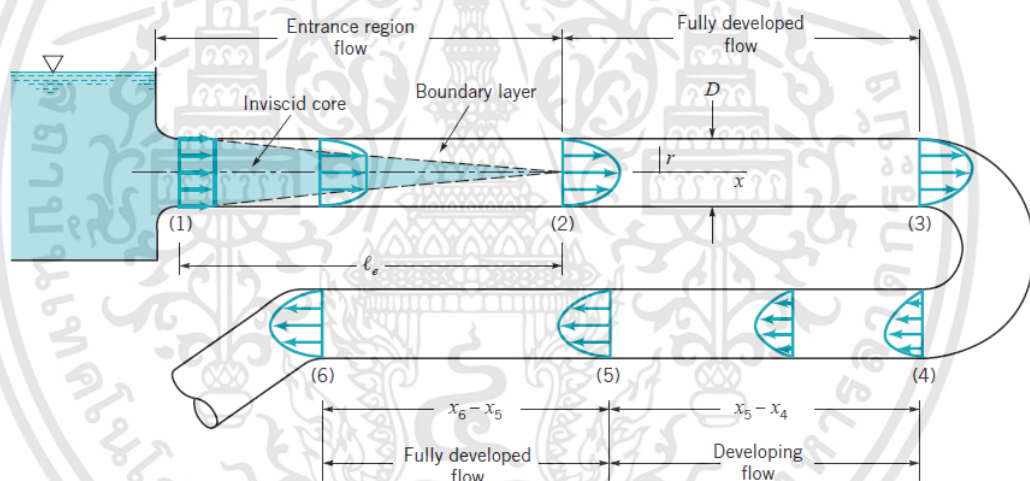 Entrance region
flow
Fully developed
flow
Inviscid core
Boundary layer
D
r
x
(1)
(2)
(3)
ℓe
(6)
(5)
(4)
x6 – x5
x5 – x4
Fully developed
flow
Developing
flow